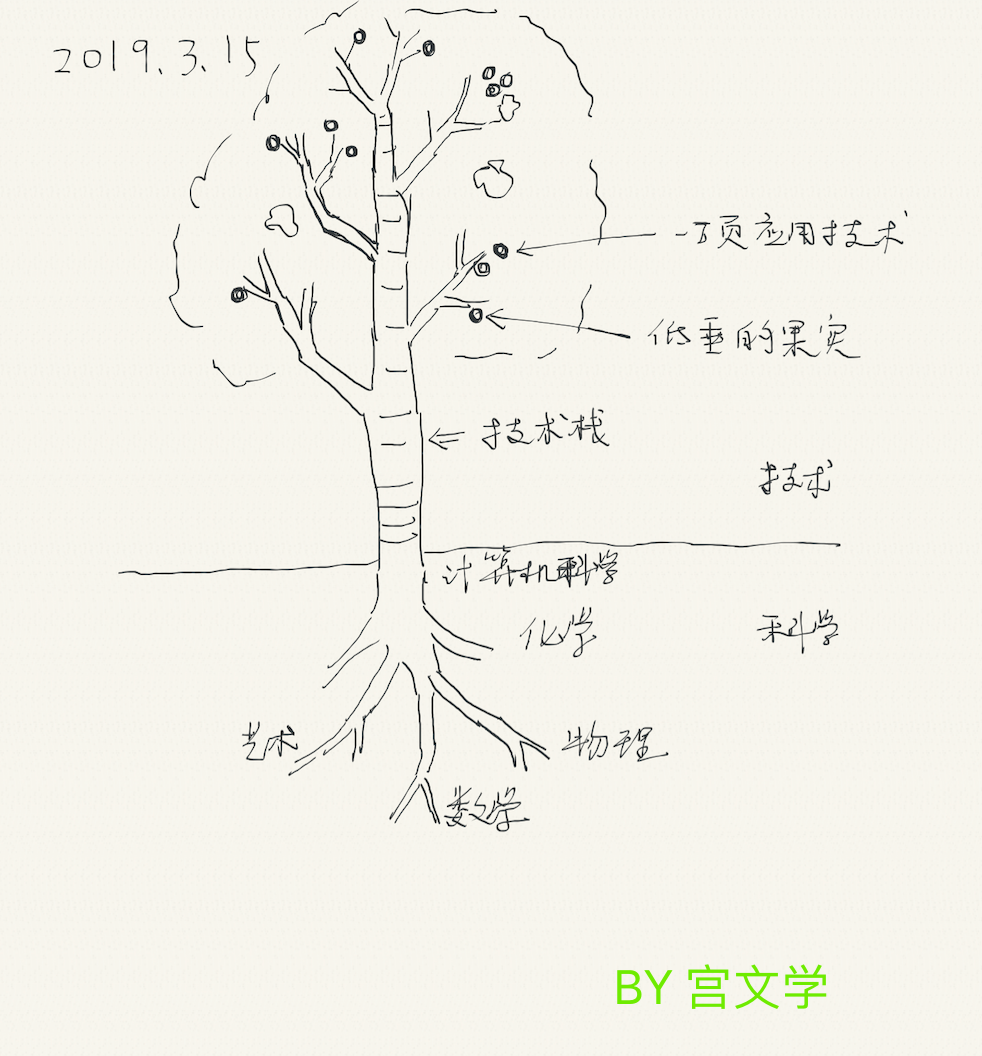 2019.3.15
一项应用技术
低垂的果实
技术栈
技术
计算机科学
化学
科学
艺术
物理
数学
BY 宫文学